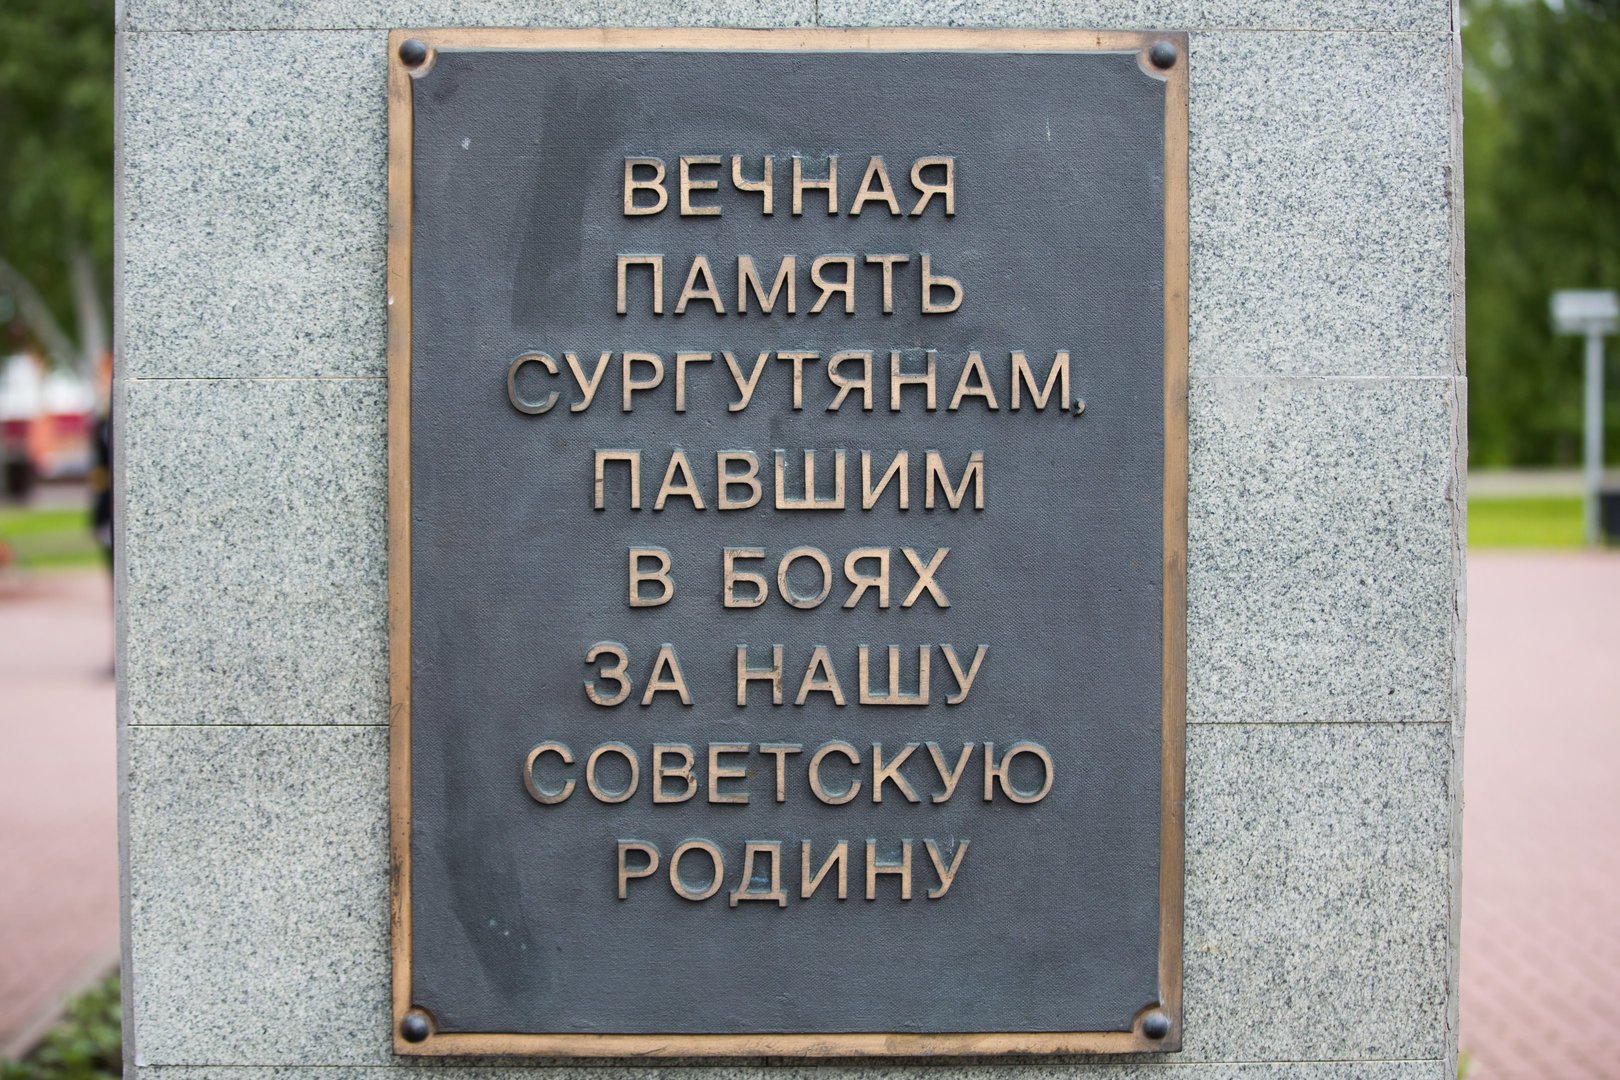 ВЕЧНАЯ
ПАМЯТЬ
СУРГУТЯНАМ,
ПАВШИМ
В БОЯХ
ЗА НАШУ
СОВЕТСКУЮ
РОДИНУ